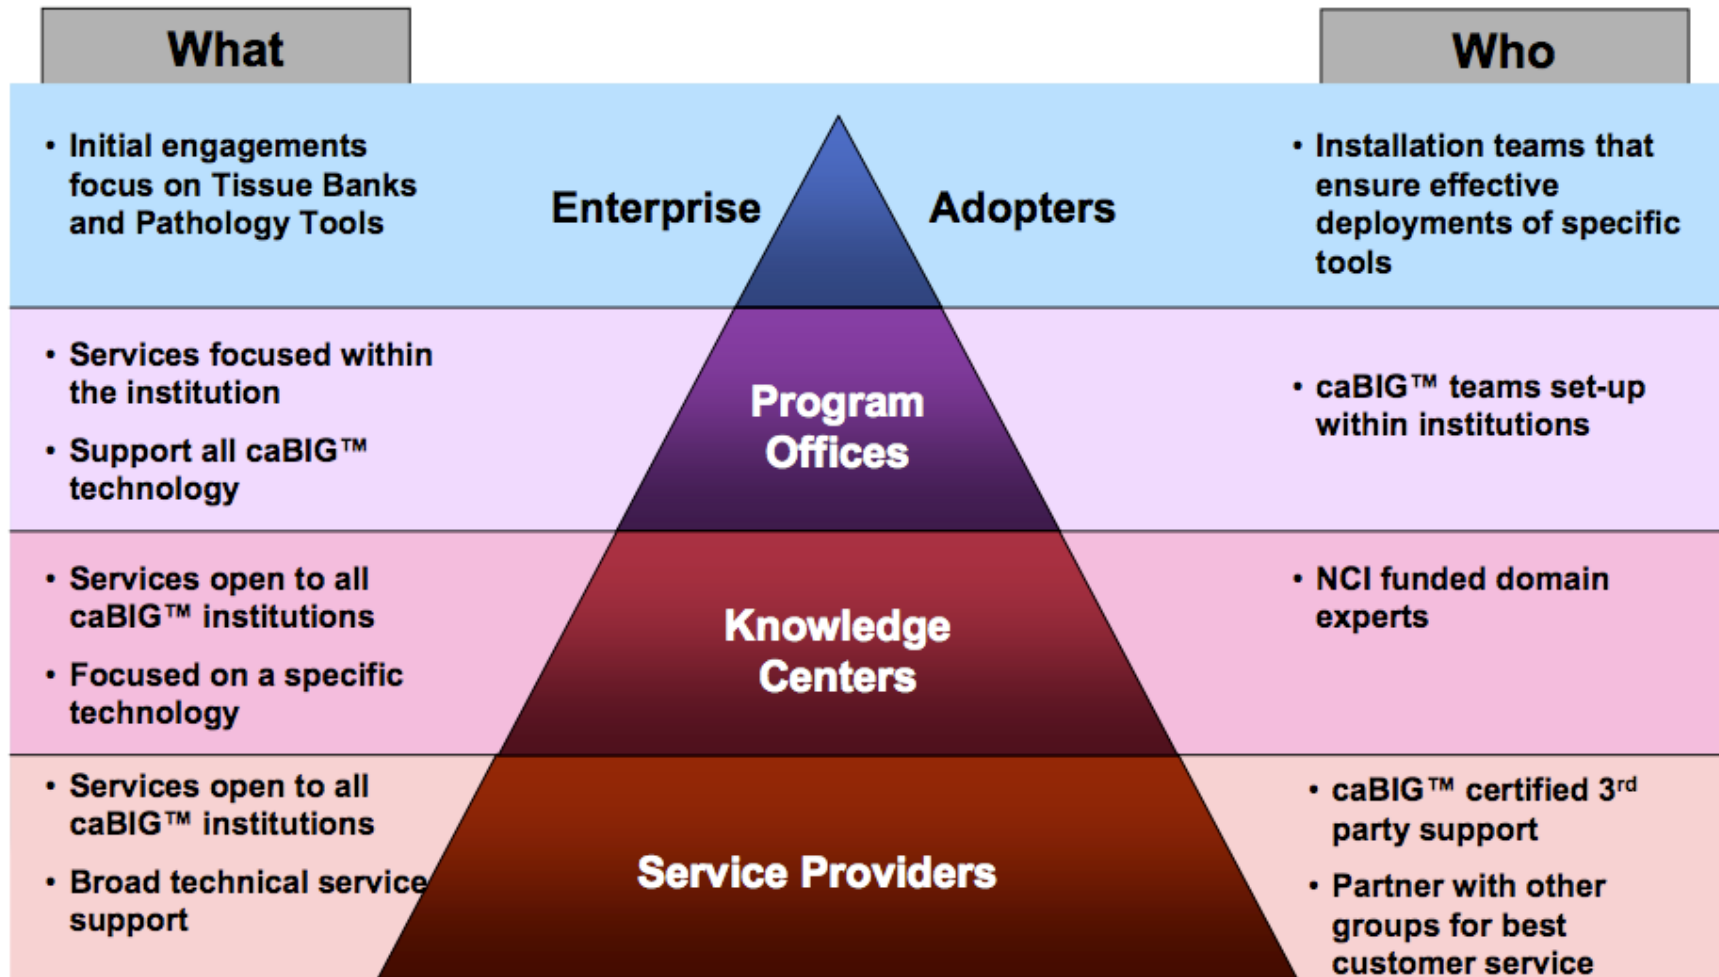 What
Who
• Initial engagements
focus on Tissue Banks
and Pathology Tools
Enterprise Adopters
• Installation teams that
ensure effective
deployments of specific
tools
• Services focused within
the institution
• Support all caBIG™
technology
Program
Offices
• caBIG™ teams set-up
within institutions
• Services open to all
caBIG™ institutions
• Focused on a specific
technology
Knowledge
Centers
• NCI funded domain
experts
• Services open to all
caBIG™ institutions
• Broad technical service
support
Service Providers
• caBIG™ certified 3rd
party support
• Partner with other
groups for best
customer service